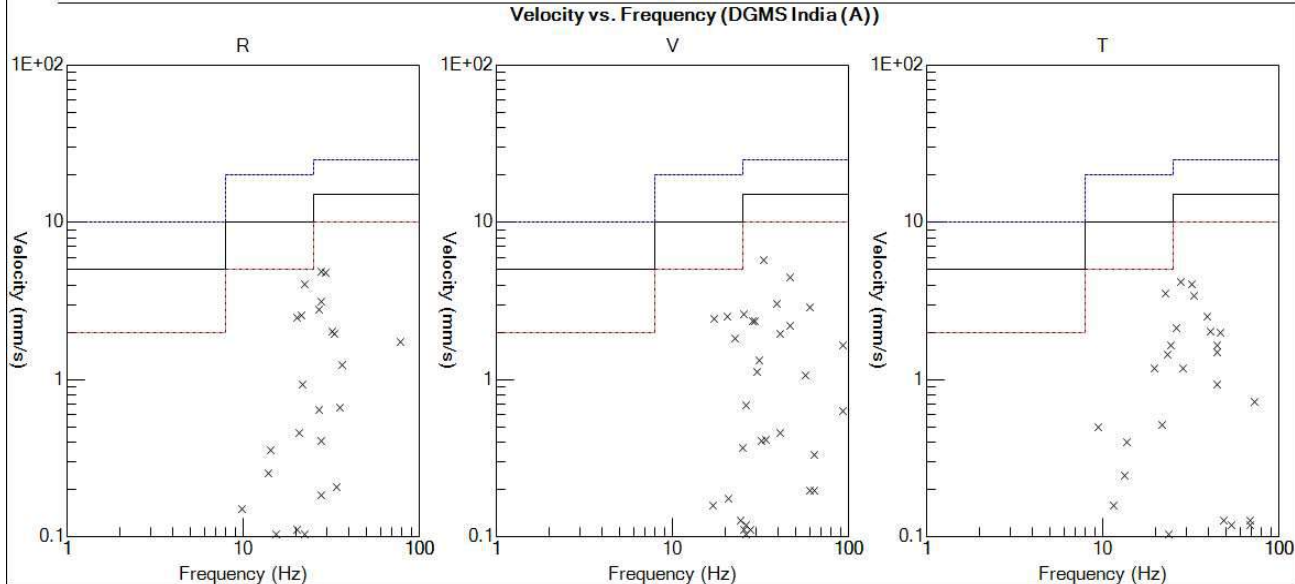 Velocity vs. Frequency (DGMS India (A))
R
V
T
1E+02
10
1
0.1
Velocity (mm/s)
1
10
100
Frequency (Hz)
1E+02
10
1
0.1
Velocity (mm/s)
1
10
100
Frequency (Hz)
1E+02
10
1
0.1
Velocity (mm/s)
1
10
100
Frequency (Hz)